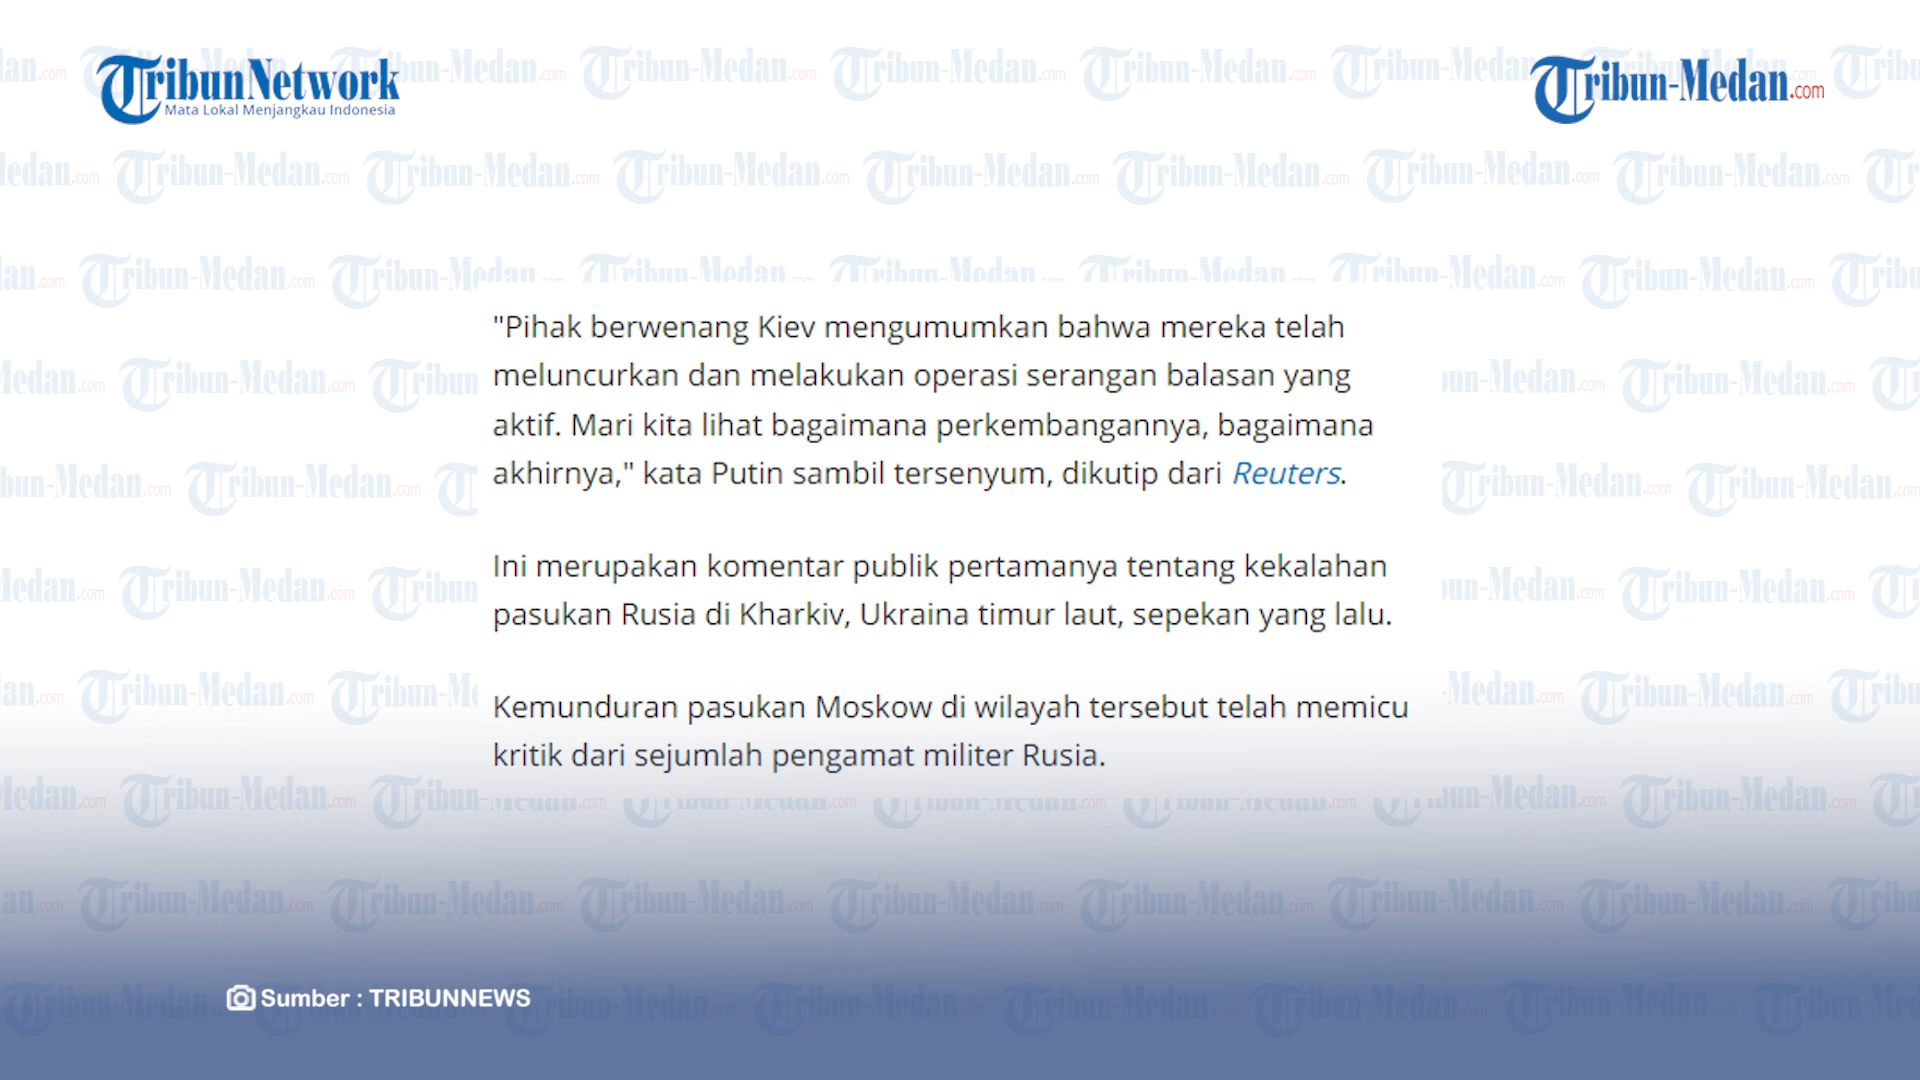 TribunNetwork
Mata Lokal Menjangkau Indonesia
Tribun-Medan.com
"Pihak berwenang Kiev mengumumkan bahwa mereka telah
meluncurkan dan melakukan operasi serangan balasan yang
aktif. Mari kita lihat bagaimana perkembangannya, bagaimana
akhirnya," kata Putin sambil tersenyum, dikutip dari Reuters.
Ini merupakan komentar publik pertamanya tentang kekalahan
pasukan Rusia di Kharkiv, Ukraina timur laut, sepekan yang lalu.
Kemunduran pasukan Moskow di wilayah tersebut telah memicu
kritik dari sejumlah pengamat militer Rusia.
Sumber : TRIBUNNEWS